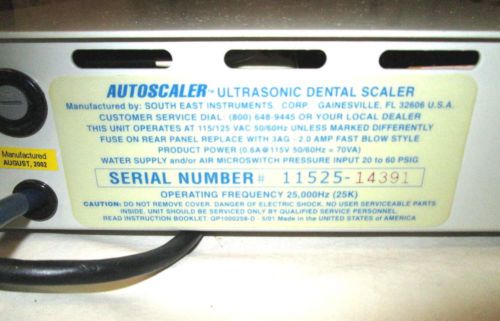 AUTOSCALER™ ULTRASONIC DENTAL SCALER
Manufactured by: SOUTH EAST INSTRUMENTS. CORP. GAINESVILLE, FL 32606 U.S.A.
CUSTOMER SERVICE DIAL: (800) 648-9445 OR YOUR LOCAL DEALER
THIS UNIT OPERATES AT 115/125 VAC 50/60HZ UNLESS MARKED DIFFERENTLY
FUSE ON REAR PANEL REPLACE WITH 3AG - 2.0 AMP FAST BLOW STYLE
PRODUCT POWER (0.6A@115V 50/60HZ = 70VA)
WATER SUPPLY and/or AIR MICROSWITCH PRESSURE INPUT 20 to 60 PSIG
SERIAL NUMBER# 11525-14391
OPERATING FREQUENCY 25,000Hz (25K)
CAUTION: DO NOT REMOVE COVER. DANGER OF ELECTRIC SHOCK. NO USER SERVICEABLE PARTS
INSIDE. UNIT SHOULD BE SERVICED ONLY BY QUALIFIED SERVICE PERSONNEL.
READ INSTRUCTION BOOKLET. QP1000258-D 5/01 Made in the UNITED STATES of AMERICA
Manufactured
AUGUST, 2002